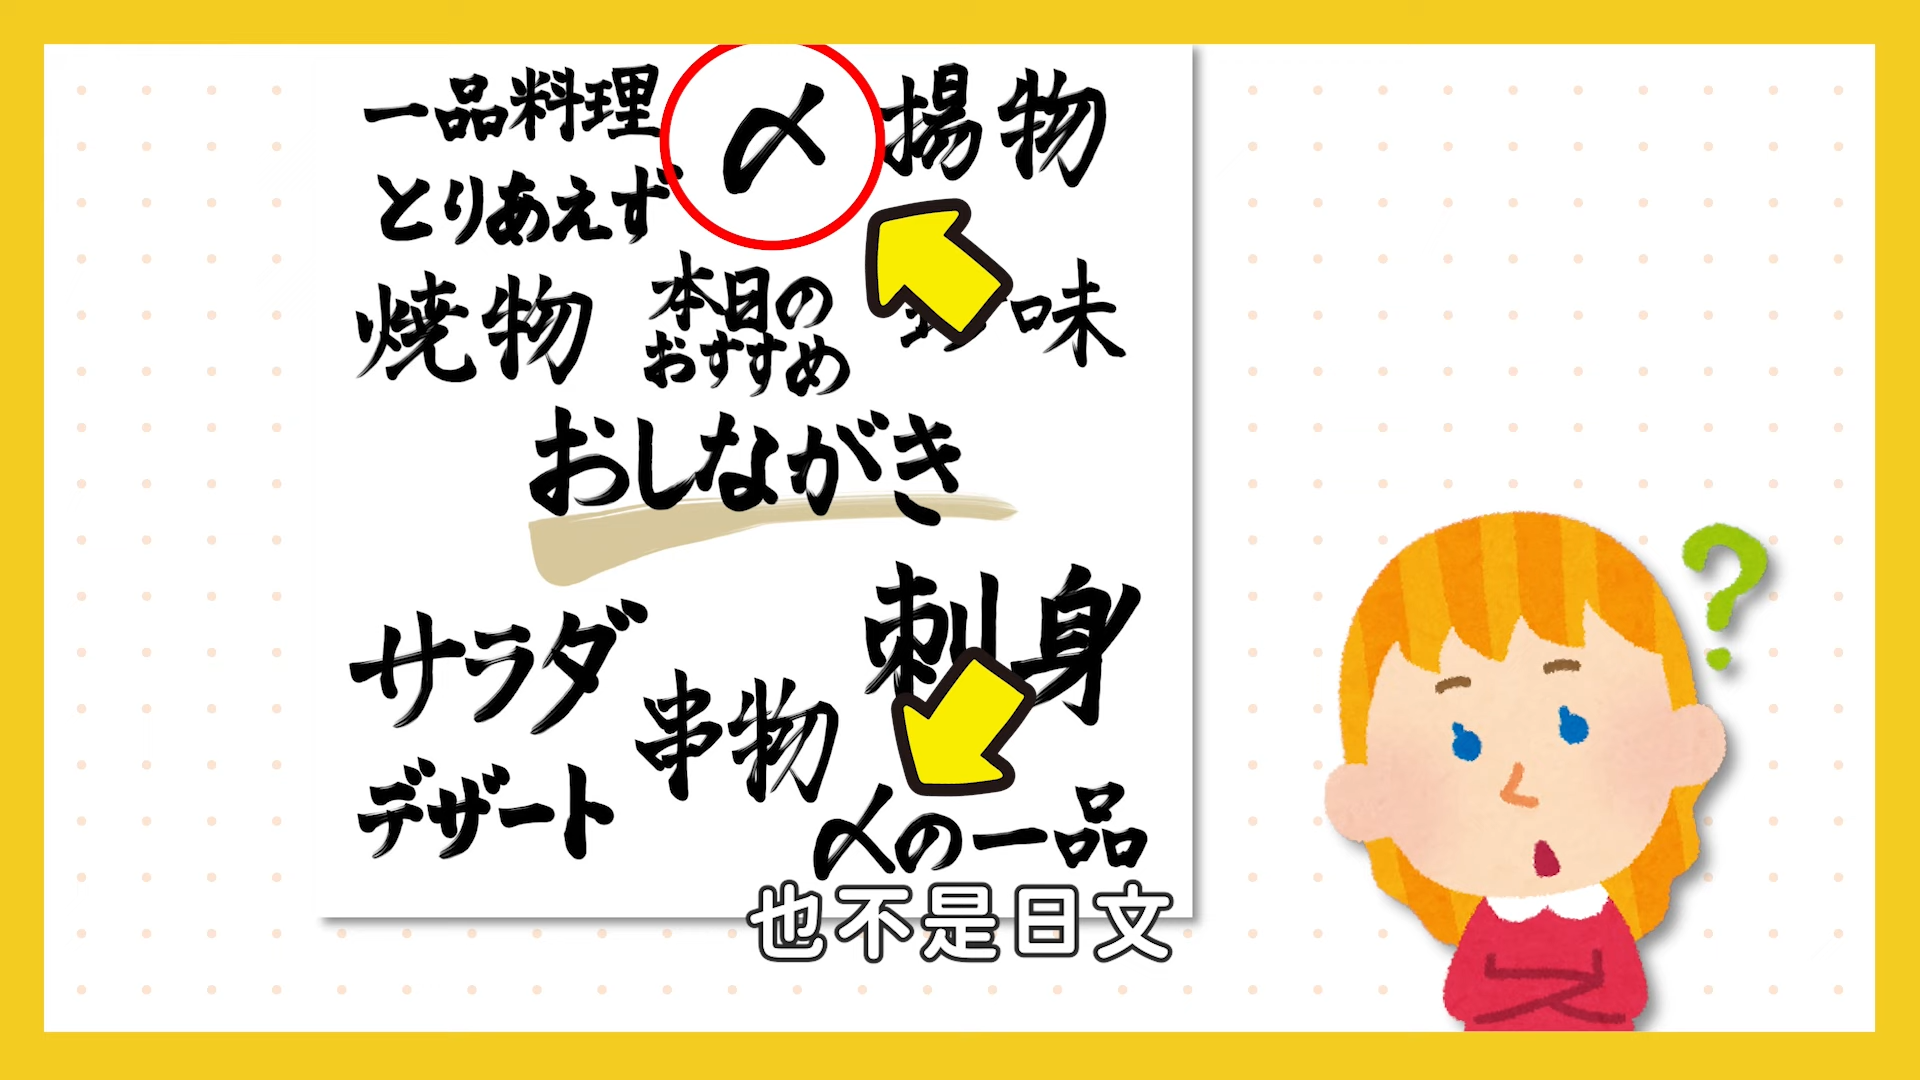 一品料理
〆
揚物
とりあえず
焼物
本日の
おすすめ
味
おしながき
サラダ
刺身
串物
デザート
〆の一品
也不是日文
?